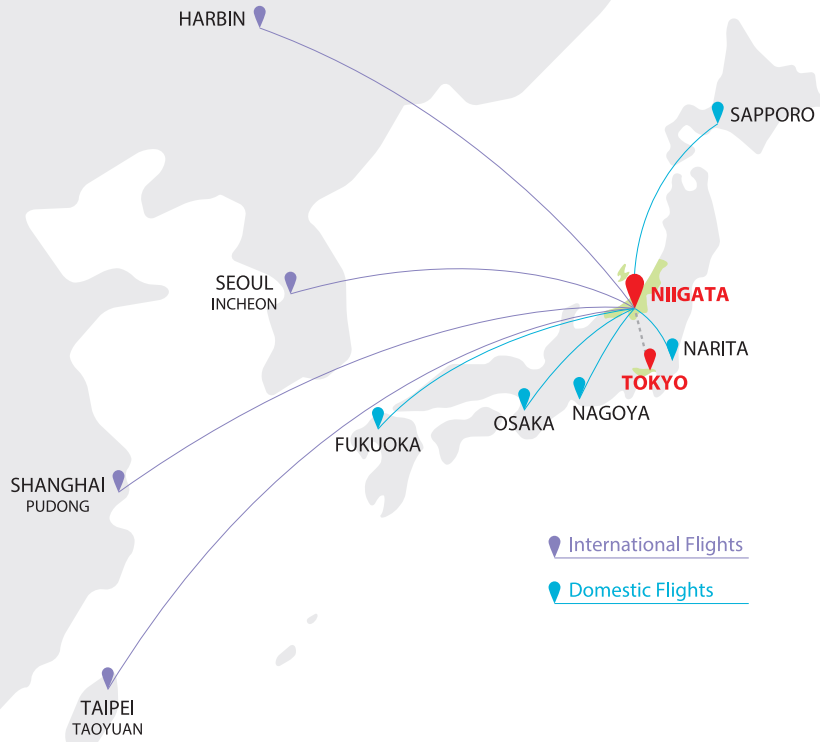 HARBIN
SAPPORO
SEOUL
INCHEON
NIIGATA
NARITA
TOKYO
NAGOYA
OSAKA
FUKUOKA
SHANGHAI
PUDONG
International Flights
Domestic Flights
TAIPEI
TAOYUAN